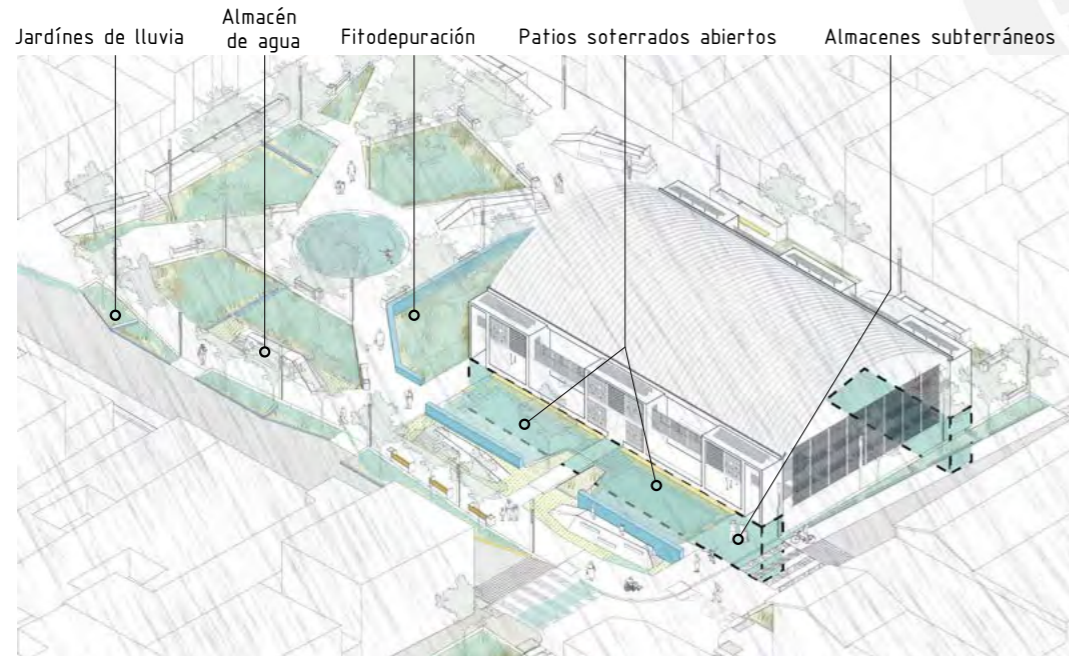 Jardínes de lluvia
Almacén
de agua
Fitodepuración
Patios soterrados abiertos
Almacenes subterráneos